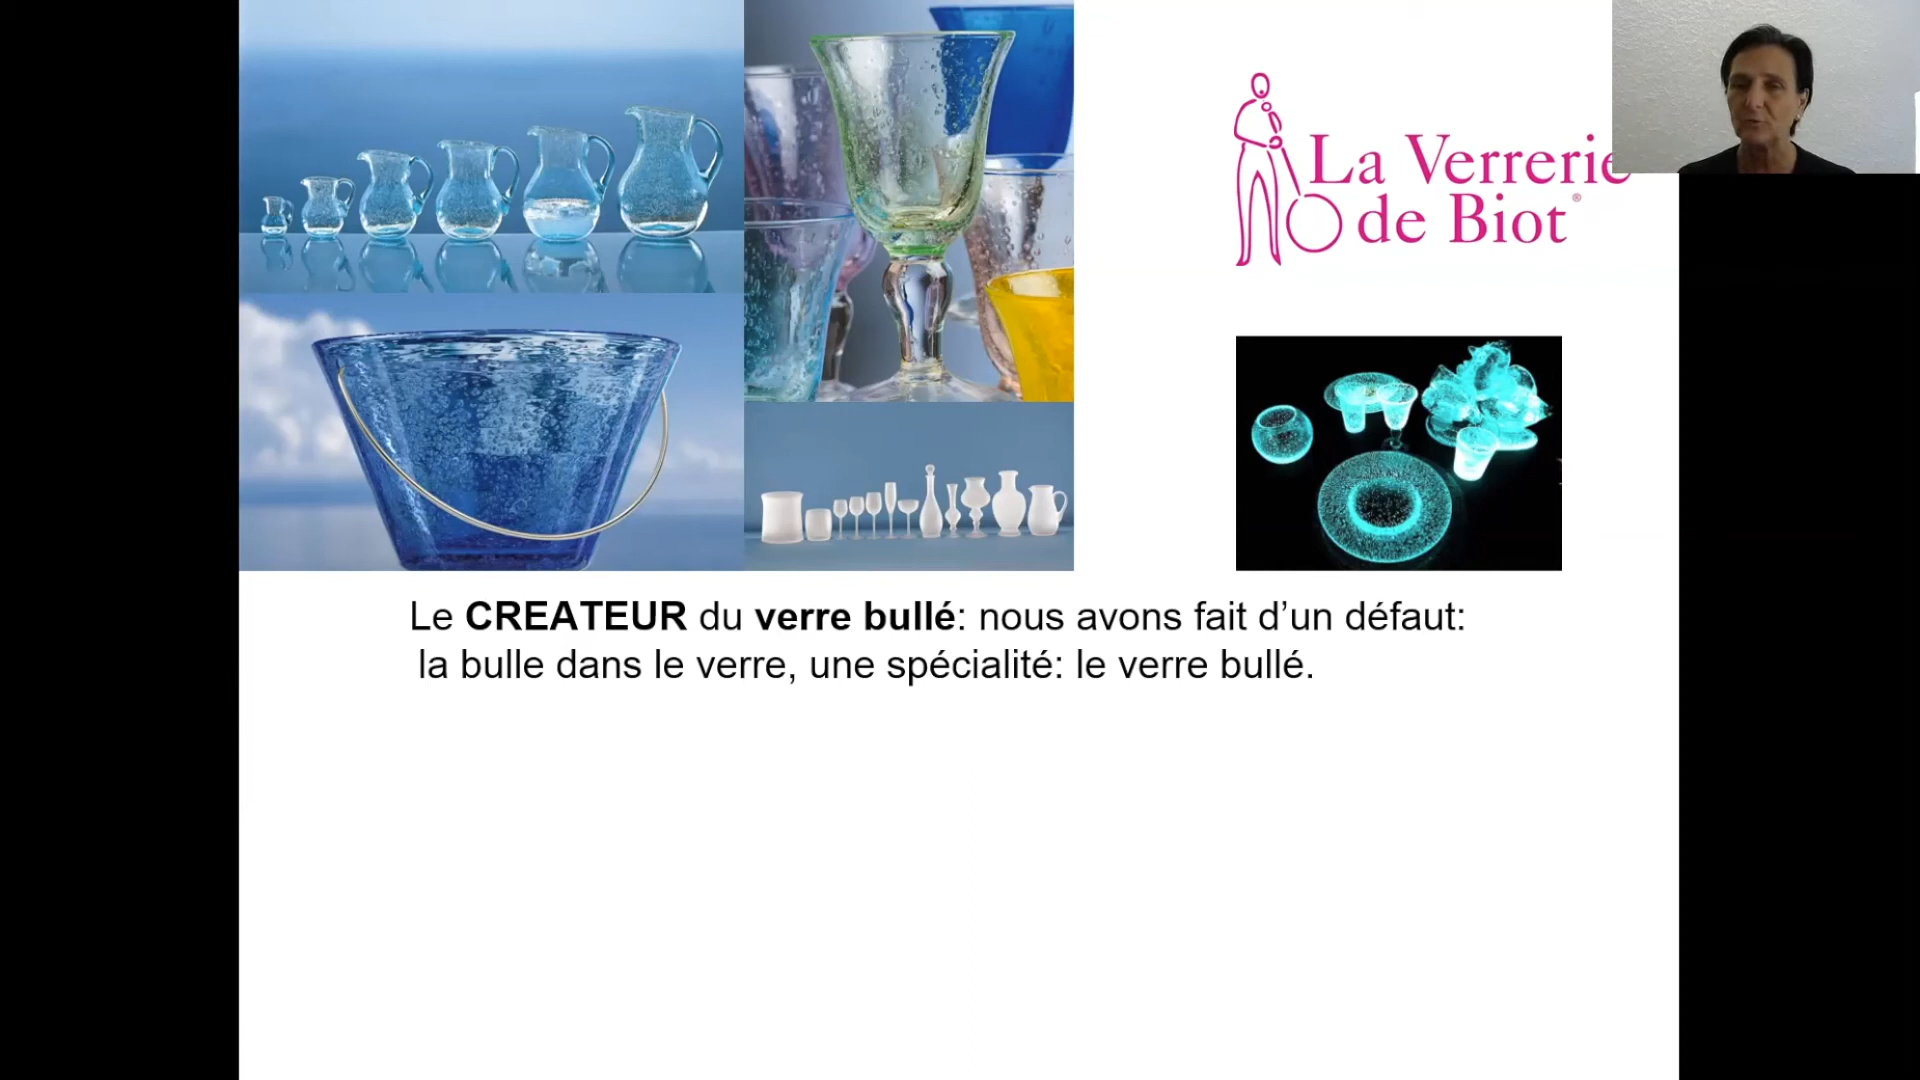 La Verrerie
de Biot®
Le CREATEUR du verre bullé: nous avons fait d’un défaut:
la bulle dans le verre, une spécialité: le verre bullé.